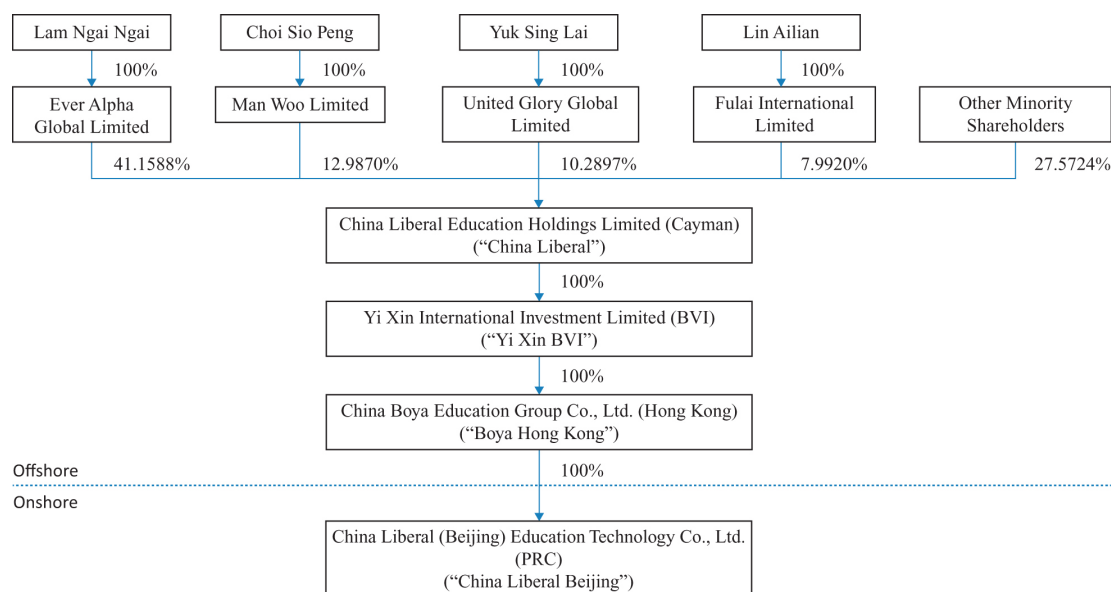 Lam Ngai Ngai
Choi Sio Peng
Yuk Sing Lai
Lin Ailian
100%
100%
100%
100%
Ever Alpha
Global Limited
Man Woo Limited
United Glory Global
Limited
Fulai International
Limited
Other Minority
Shareholders
41.1588%
12.9870%
10.2897%
7.9920%
27.5724%
China Liberal Education Holdings Limited (Cayman)
(“China Liberal”)
100%
Yi Xin International Investment Limited (BVI)
(“Yi Xin BVI”)
100%
China Boya Education Group Co., Ltd. (Hong Kong)
(“Boya Hong Kong”)
Offshore
100%
Onshore
China Liberal (Beijing) Education Technology Co., Ltd.
(PRC)
(“China Liberal Beijing”)